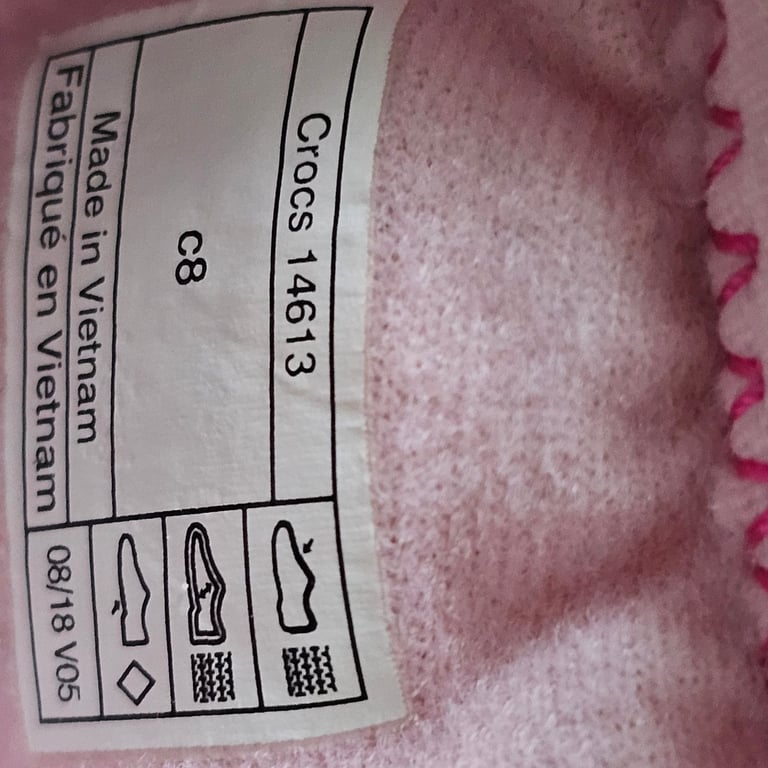 Crocs 14613
c8
Made in Vietnam
Fabriqué en Vietnam
08/18 V05